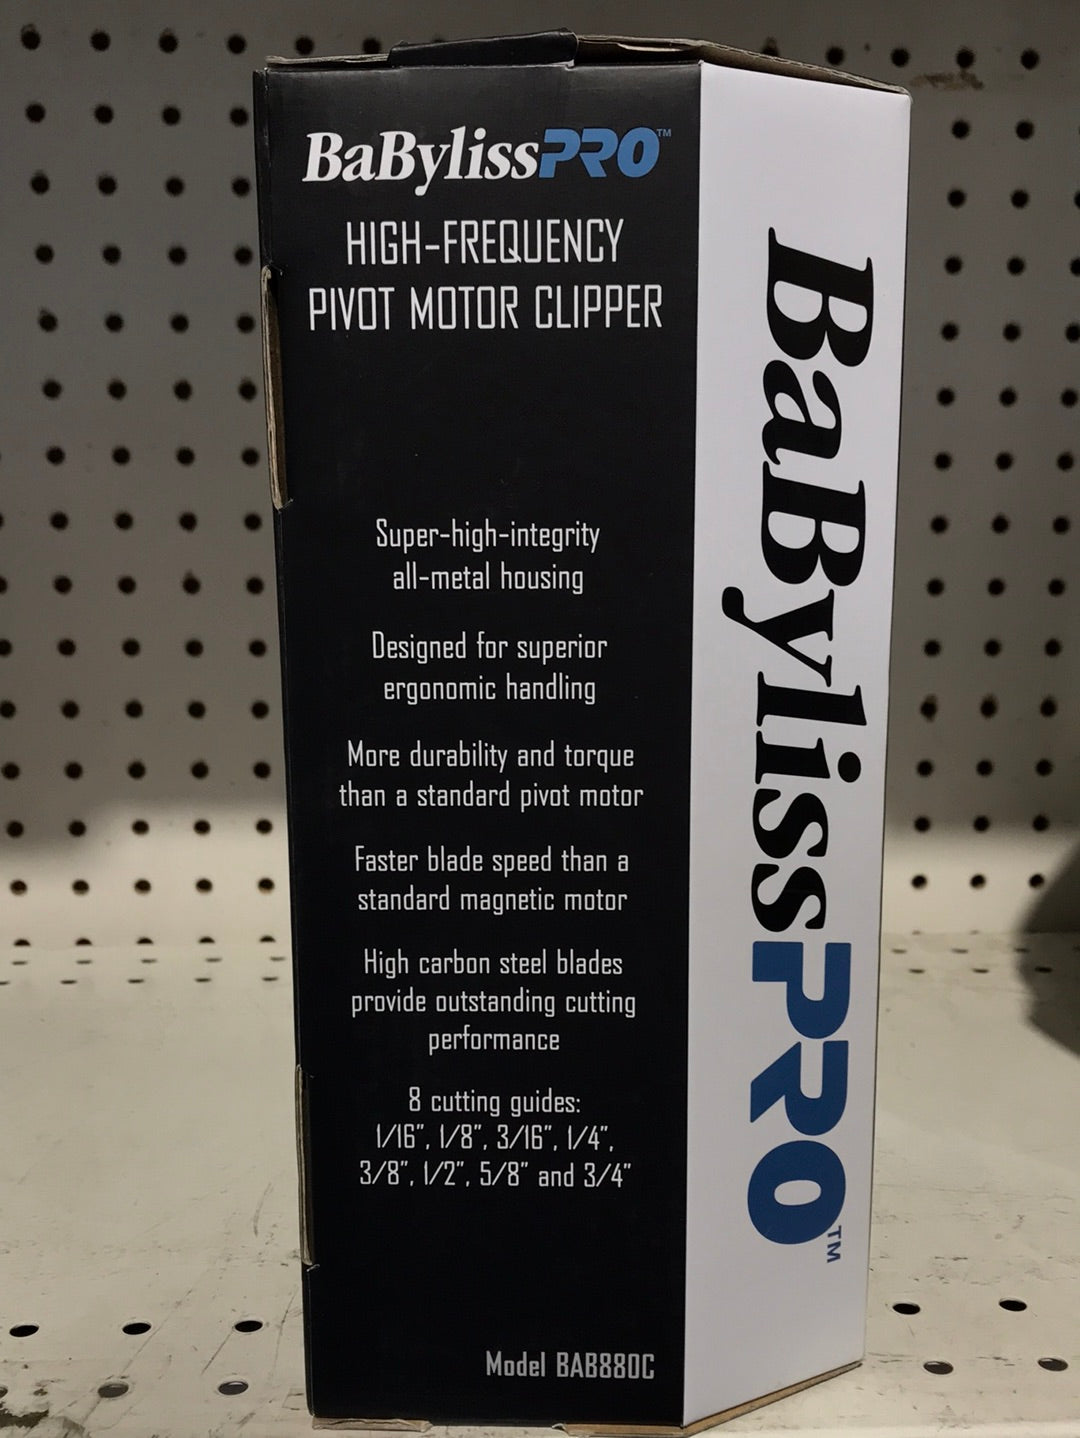 BaBylissPRO™
HIGH-FREQUENCY
PIVOT MOTOR CLIPPER
Super-high-integrity
all-metal housing
Designed for superior
ergonomic handling
More durability and torque
than a standard pivot motor
Faster blade speed than a
standard magnetic motor
High carbon steel blades
provide outstanding cutting
performance
8 cutting guides:
1/16", 1/8", 3/16", 1/4",
3/8", 1/2", 5/8" and 3/4"
Model BAB880C
BaBylissPRO™